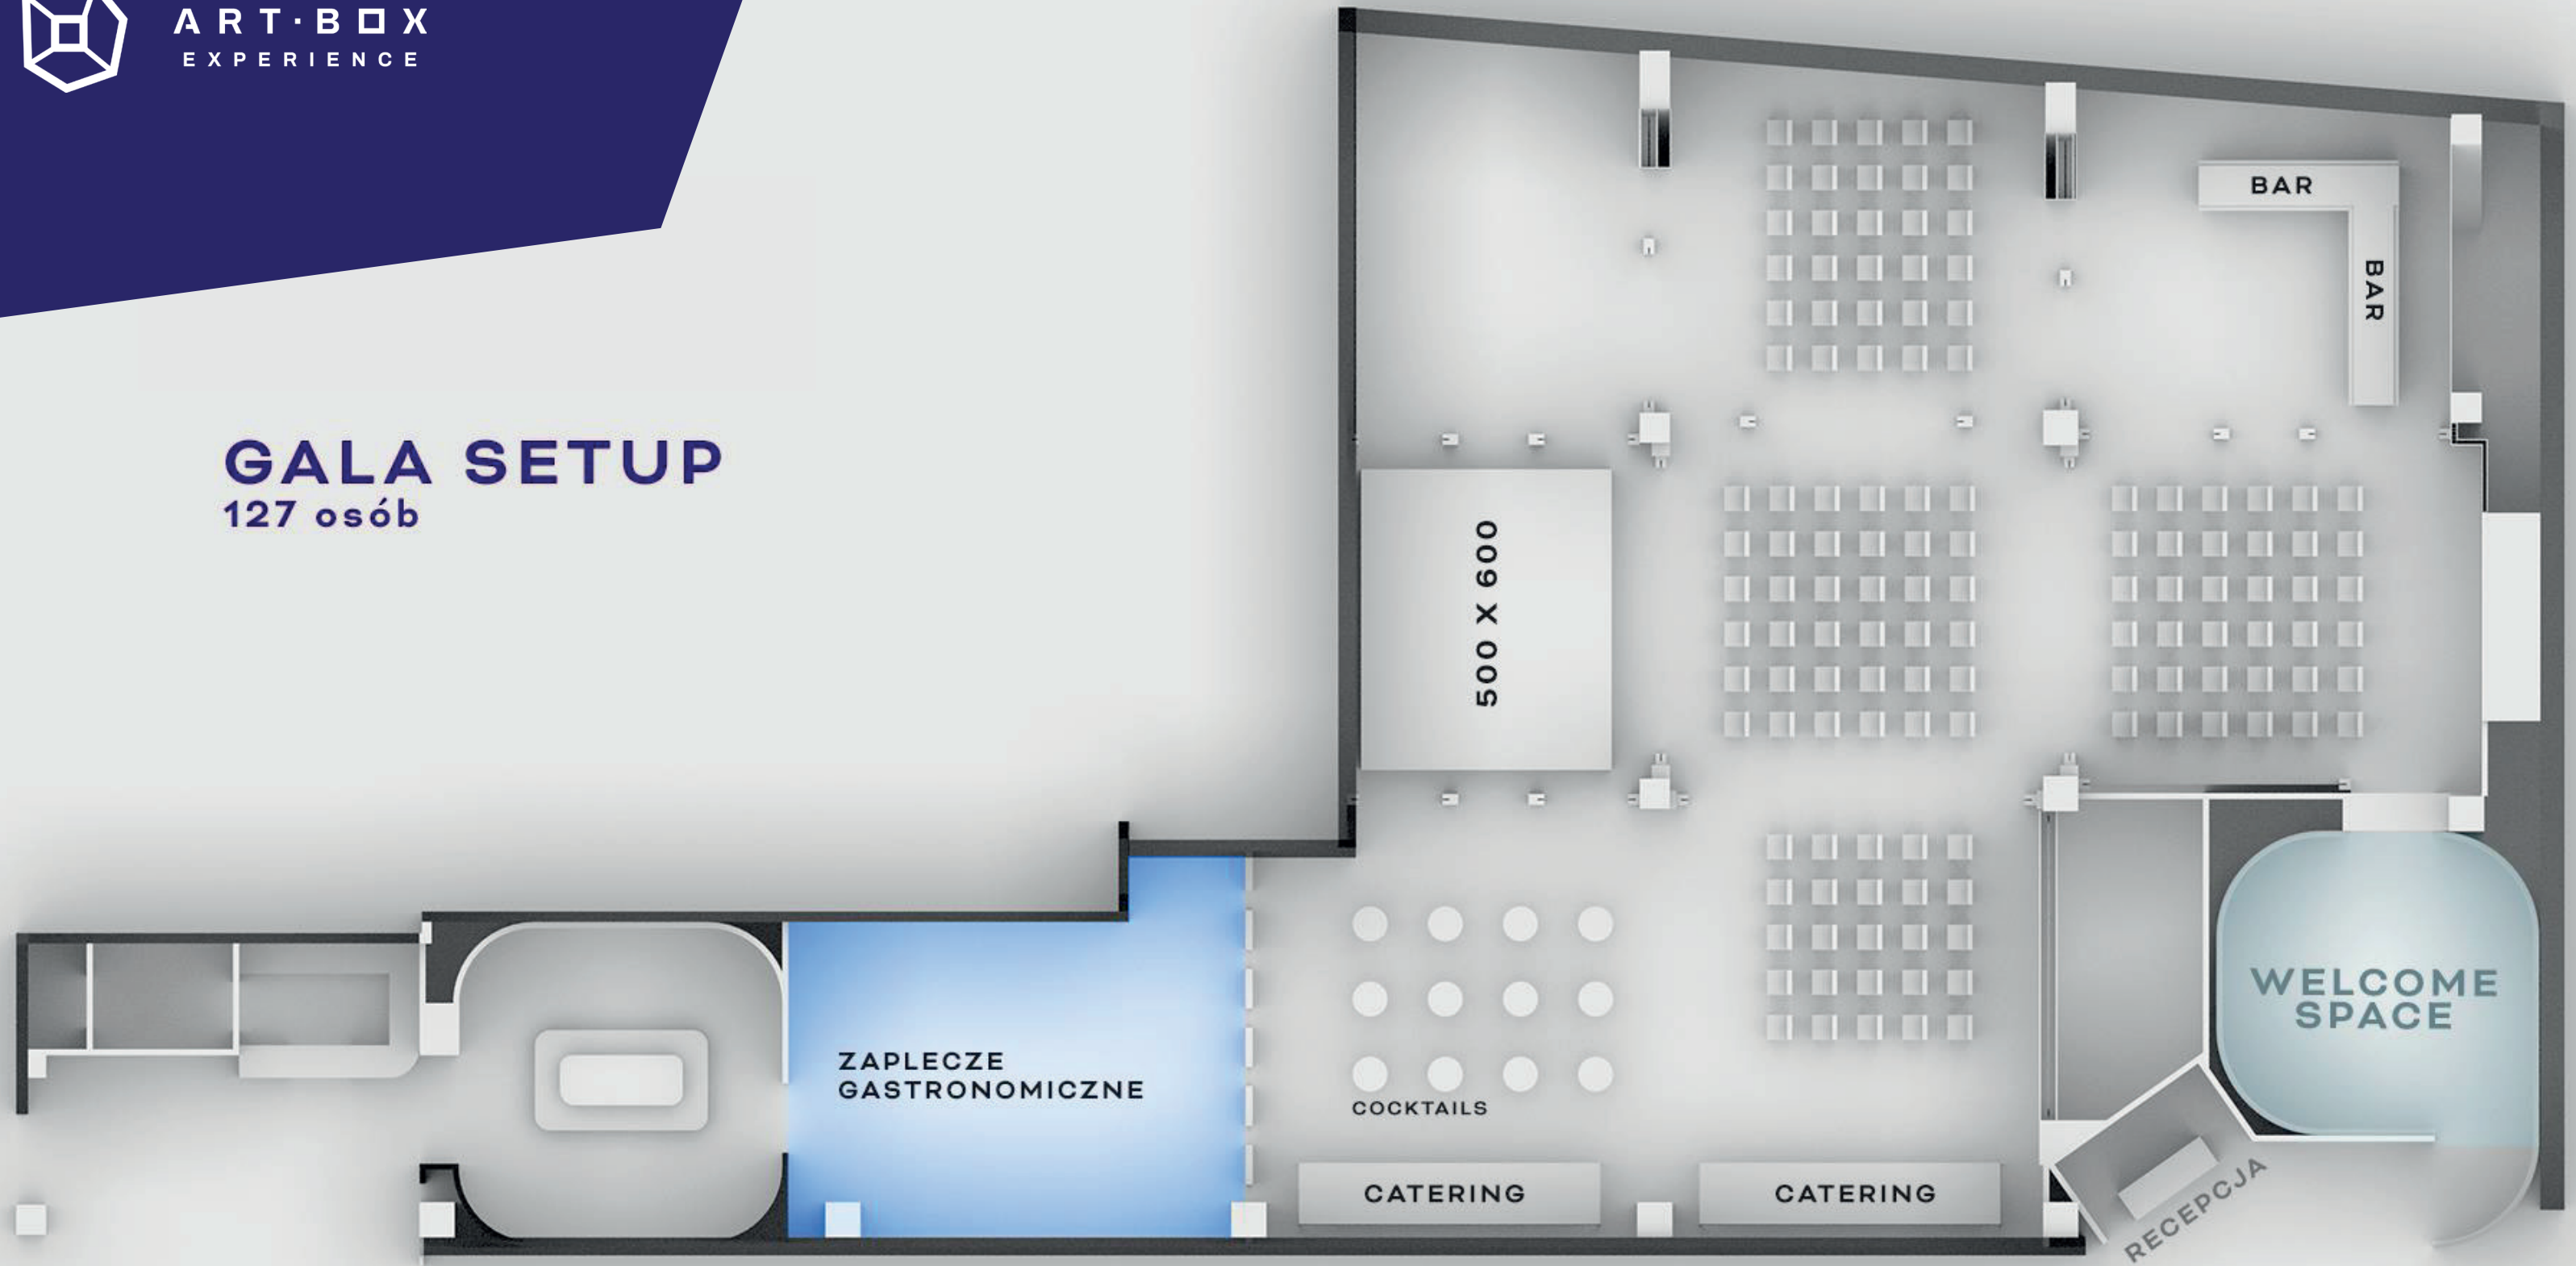 ART·BOX
EXPERIENCE
GALA SETUP
127 osób
BAR
BAR
500 X 600
ZAPLECZE
GASTRONOMICZNE
COCKTAILS
CATERING
CATERING
WELCOME
SPACE
RECEPCJA